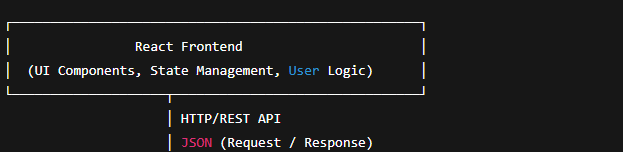 React Frontend
(UI Components, State Management, User Logic)
HTTP/REST API
JSON (Request / Response)